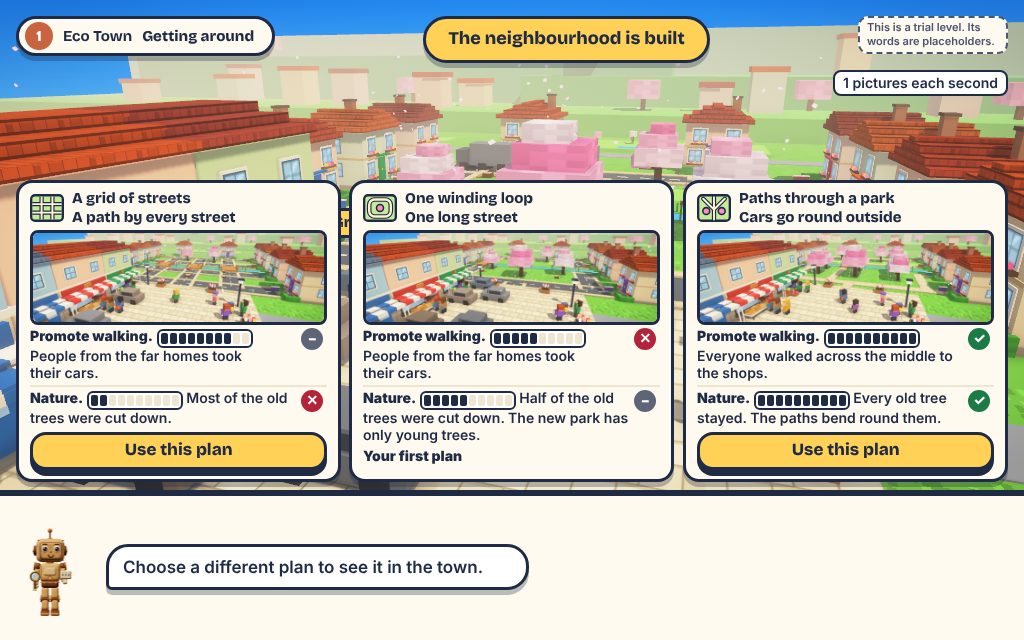 1 Eco Town Getting around
The neighbourhood is built
This is a trial level. Its
words are placeholders.
1 pictures each second
A grid of streets
A path by every street
Promote walking.
People from the far homes took
their cars.
Nature. Most of the old
trees were cut down.
Use this plan
One winding loop
One long street
Promote walking.
People from the far homes took
their cars.
Nature. Half of the old
trees were cut down. The new park has
only young trees.
Your first plan
Paths through a park
Cars go round outside
Promote walking.
Everyone walked across the middle to
the shops.
Nature. Every old tree
stayed. The paths bend round them.
Use this plan
Choose a different plan to see it in the town.